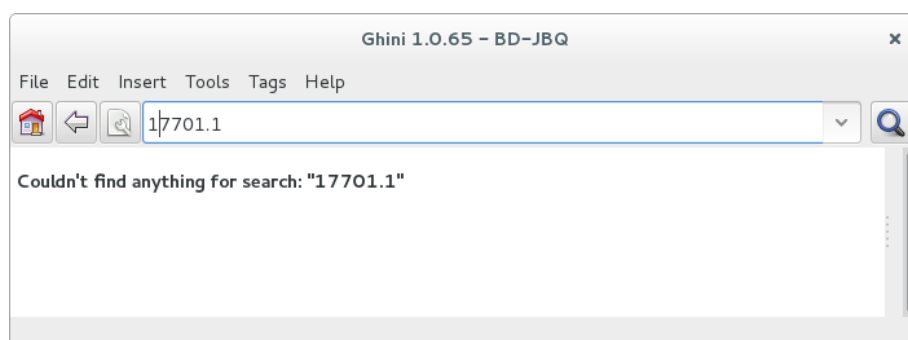 Ghini 1.0.65 - BD-JBQ
File Edit Insert Tools Tags Help
17701.1
Couldn't find anything for search: "17701.1"